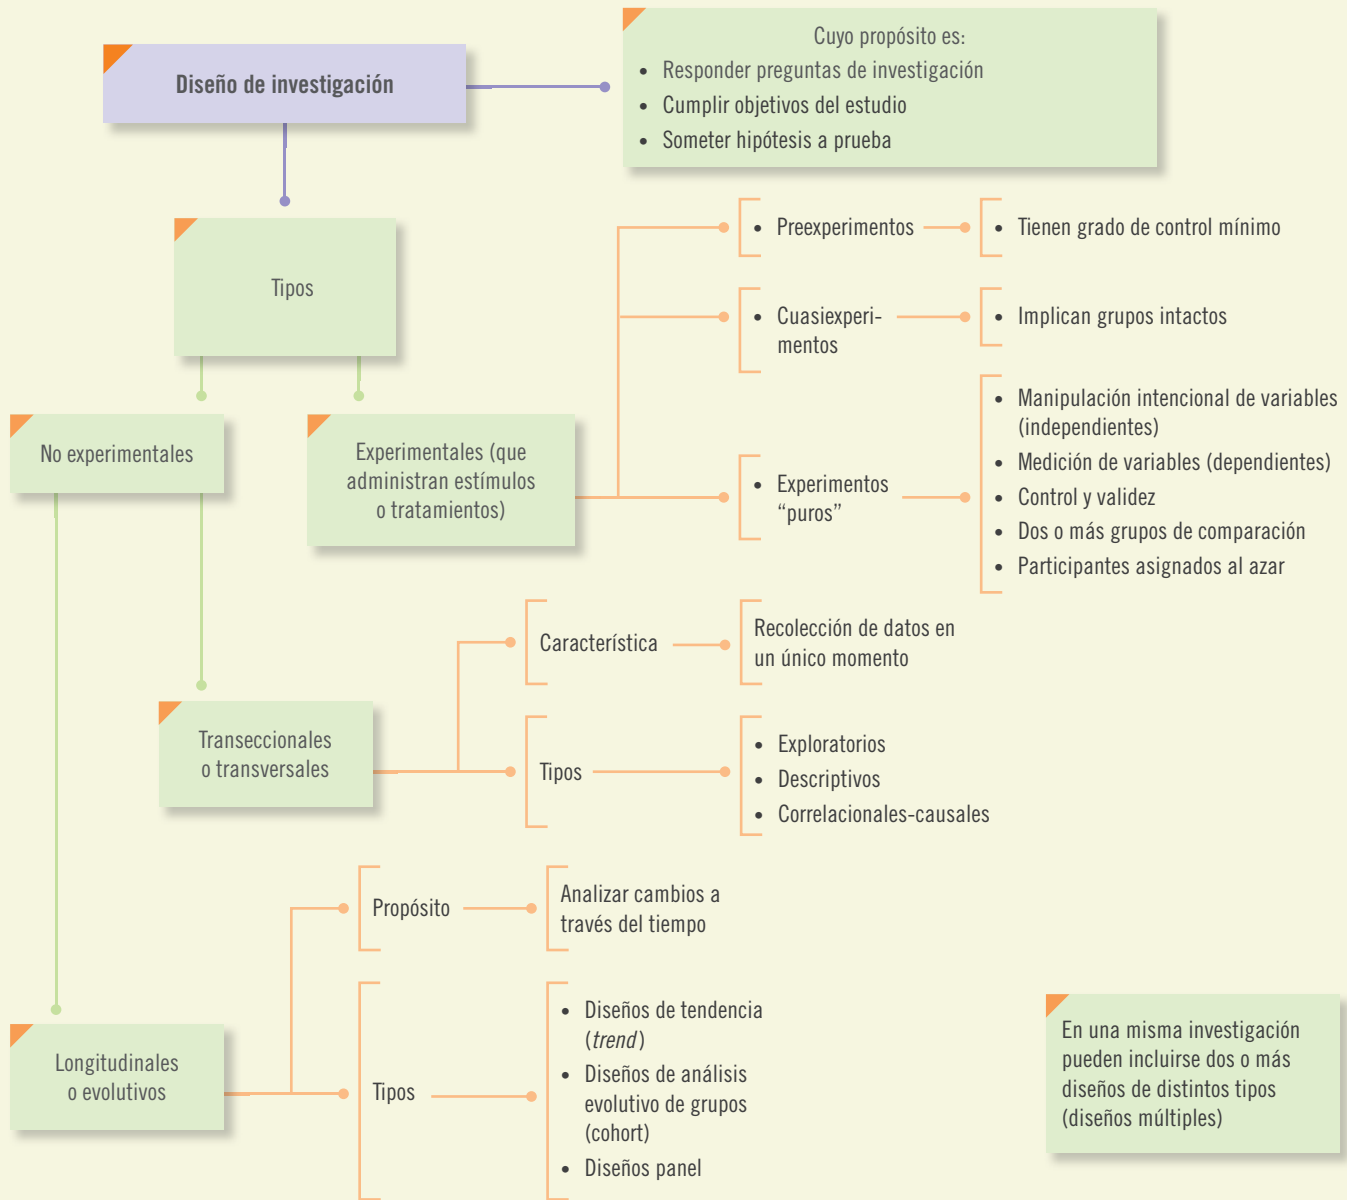 Diseño de investigación
Cuyo propósito es:
• Responder preguntas de investigación
• Cumplir objetivos del estudio
• Someter hipótesis a prueba
Tipos
No experimentales
Experimentales (que
administran estímulos
o tratamientos)
• Preexperimentos
• Tienen grado de control mínimo
• Cuasiexperi-
mentos
• Implican grupos intactos
• Experimentos
“puros”
• Manipulación intencional de variables
(independientes)
• Medición de variables (dependientes)
• Control y validez
• Dos o más grupos de comparación
• Participantes asignados al azar
Transeccionales
o transversales
Característica
Recolección de datos en
un único momento
Tipos
• Exploratorios
• Descriptivos
• Correlacionales-causales
Longitudinales
o evolutivos
Propósito
Analizar cambios a
través del tiempo
Tipos
• Diseños de tendencia
(trend)
• Diseños de análisis
evolutivo de grupos
(cohort)
• Diseños panel
En una misma investigación
pueden incluirse dos o más
diseños de distintos tipos
(diseños múltiples)